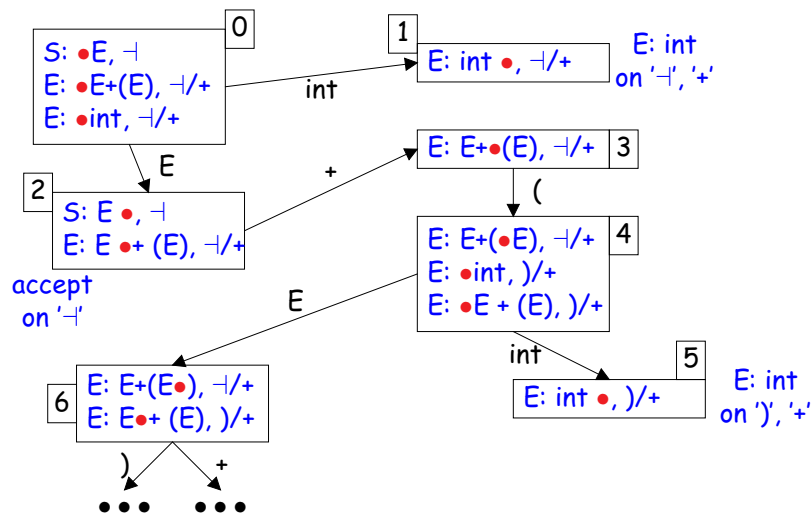 0
S: •E, ⊣
E: •E+(E), ⊣/+
E: •int, ⊣/+
int
1
E: int •, ⊣/+
E: int
on '⊣', '+'
E
2
S: E •, ⊣
E: E •+ (E), ⊣/+
accept
on '⊣'
+
E: E+•(E), ⊣/+
3
(
E: E+(•E), ⊣/+
E: •int, )/+
E: •E + (E), )/+
4
E
int
5
E: int •, )/+
E: int
on ')', '+'
6
E: E+(E•), ⊣/+
E: E•+ (E), )/+
)
+
••• •••